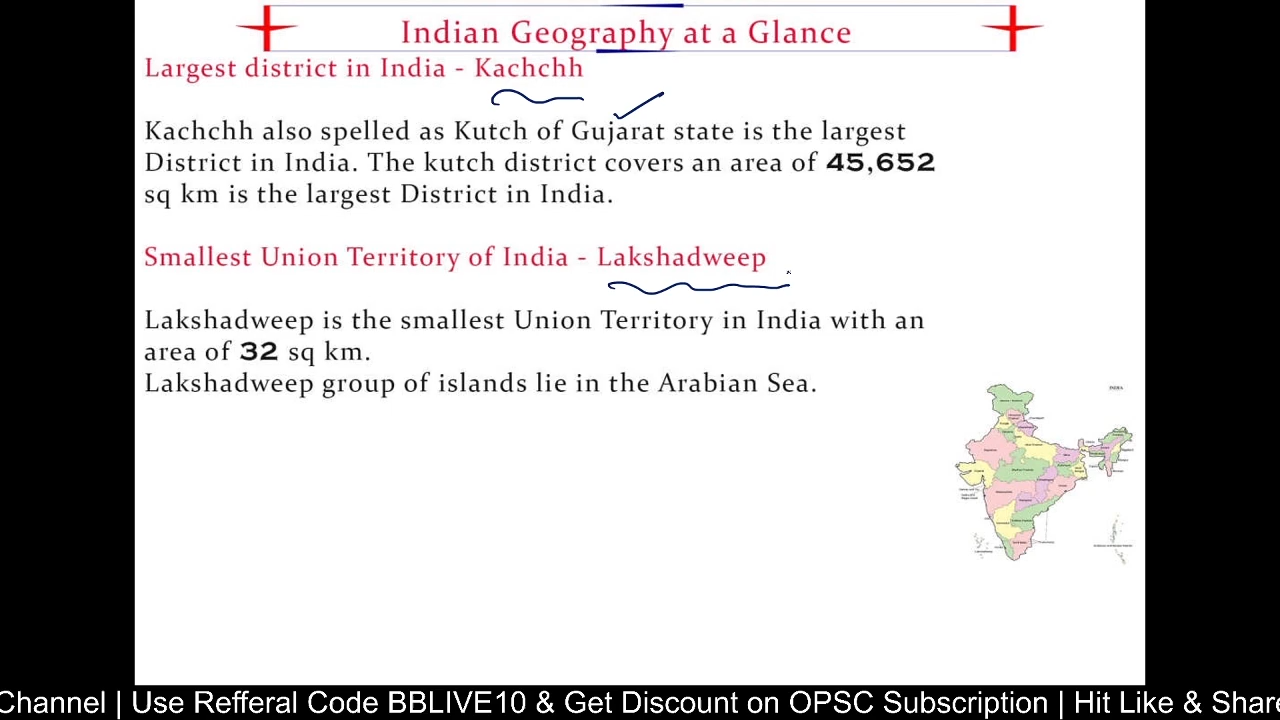 Indian Geography at a Glance
Largest district in India - Kachchh
Kachchh also spelled as Kutch of Gujarat state is the largest
District in India. The kutch district covers an area of 45,652
sq km is the largest District in India.
Smallest Union Territory of India - Lakshadweep
Lakshadweep is the smallest Union Territory in India with an
area of 32 sq km.
Lakshadweep group of islands lie in the Arabian Sea.
INDIA
Channel | Use Refferal Code BBLIVE10 & Get Discount on OPSC Subscription | Hit Like & Share